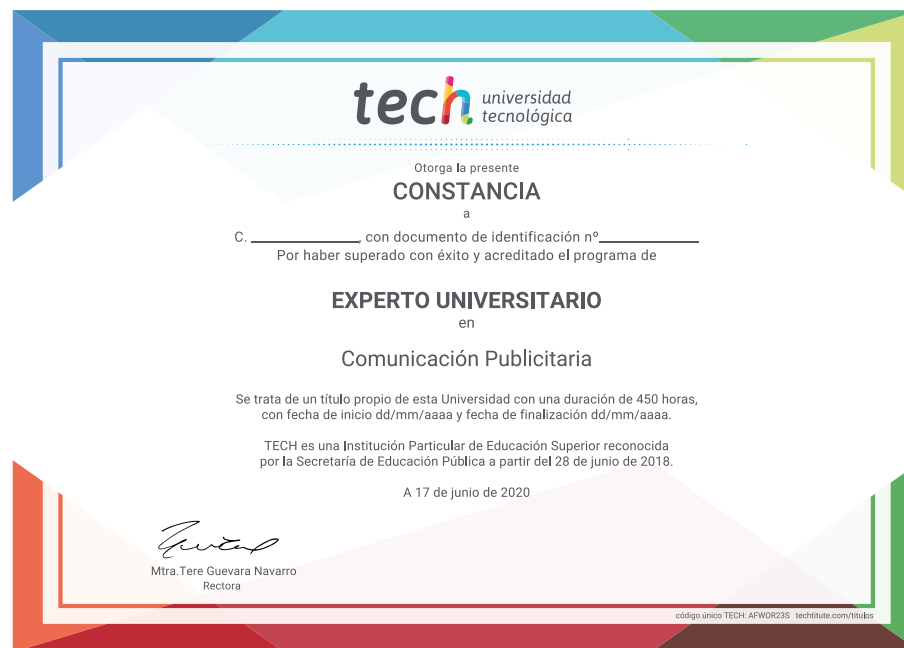 tech universidad
tecnológica
Otorga la presente
CONSTANCIA
a
C. ____________, con documento de identificación nº____________
Por haber superado con éxito y acreditado el programa de
EXPERTO UNIVERSITARIO
en
Comunicación Publicitaria
Se trata de un título propio de esta Universidad con una duración de 450 horas,
con fecha de inicio dd/mm/aaaa y fecha de finalización dd/mm/aaaa.
TECH es una Institución Particular de Educación Superior reconocida
por la Secretaría de Educación Pública a partir del 28 de junio de 2018.
A 17 de junio de 2020
Mtra.Tere Guevara Navarro
Rectora
código único TECH: AFWOR23S techtitute.com/titulos